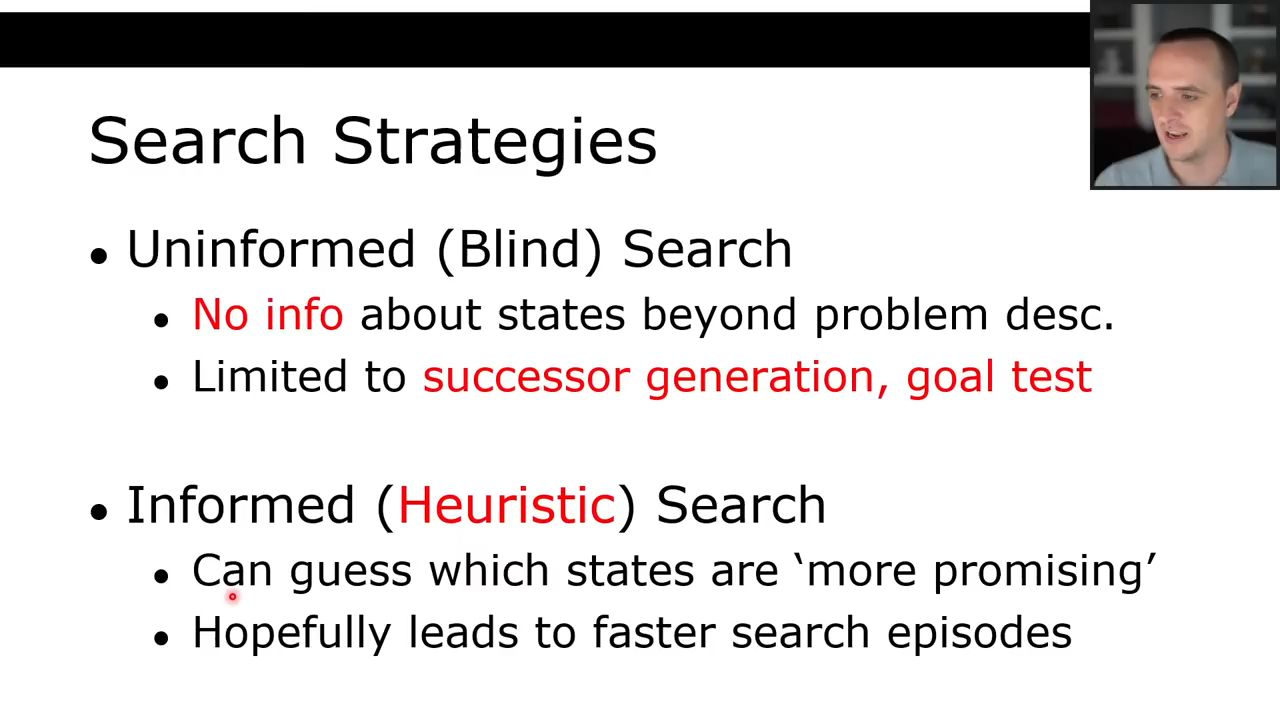 Search Strategies
• Uninformed (Blind) Search
• No info about states beyond problem desc.
• Limited to successor generation, goal test
• Informed (Heuristic) Search
• Can guess which states are ‘more promising’
• Hopefully leads to faster search episodes